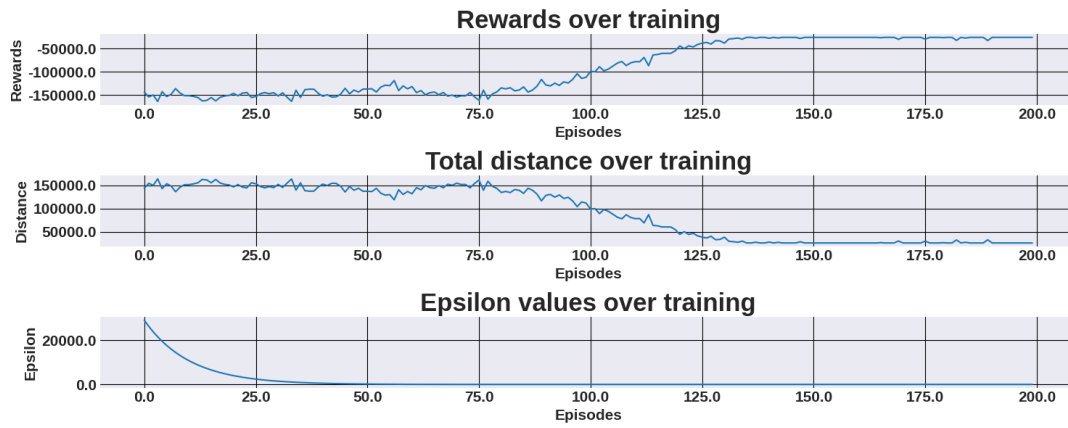 Rewards over training
Rewards
-50000.0
-100000.0
-150000.0
0.0 25.0 50.0 75.0 100.0 125.0 150.0 175.0 200.0
Episodes
Total distance over training
Distance
150000.0
100000.0
50000.0
0.0 25.0 50.0 75.0 100.0 125.0 150.0 175.0 200.0
Episodes
Epsilon values over training
Epsilon
20000.0
0.0
0.0 25.0 50.0 75.0 100.0 125.0 150.0 175.0 200.0
Episodes